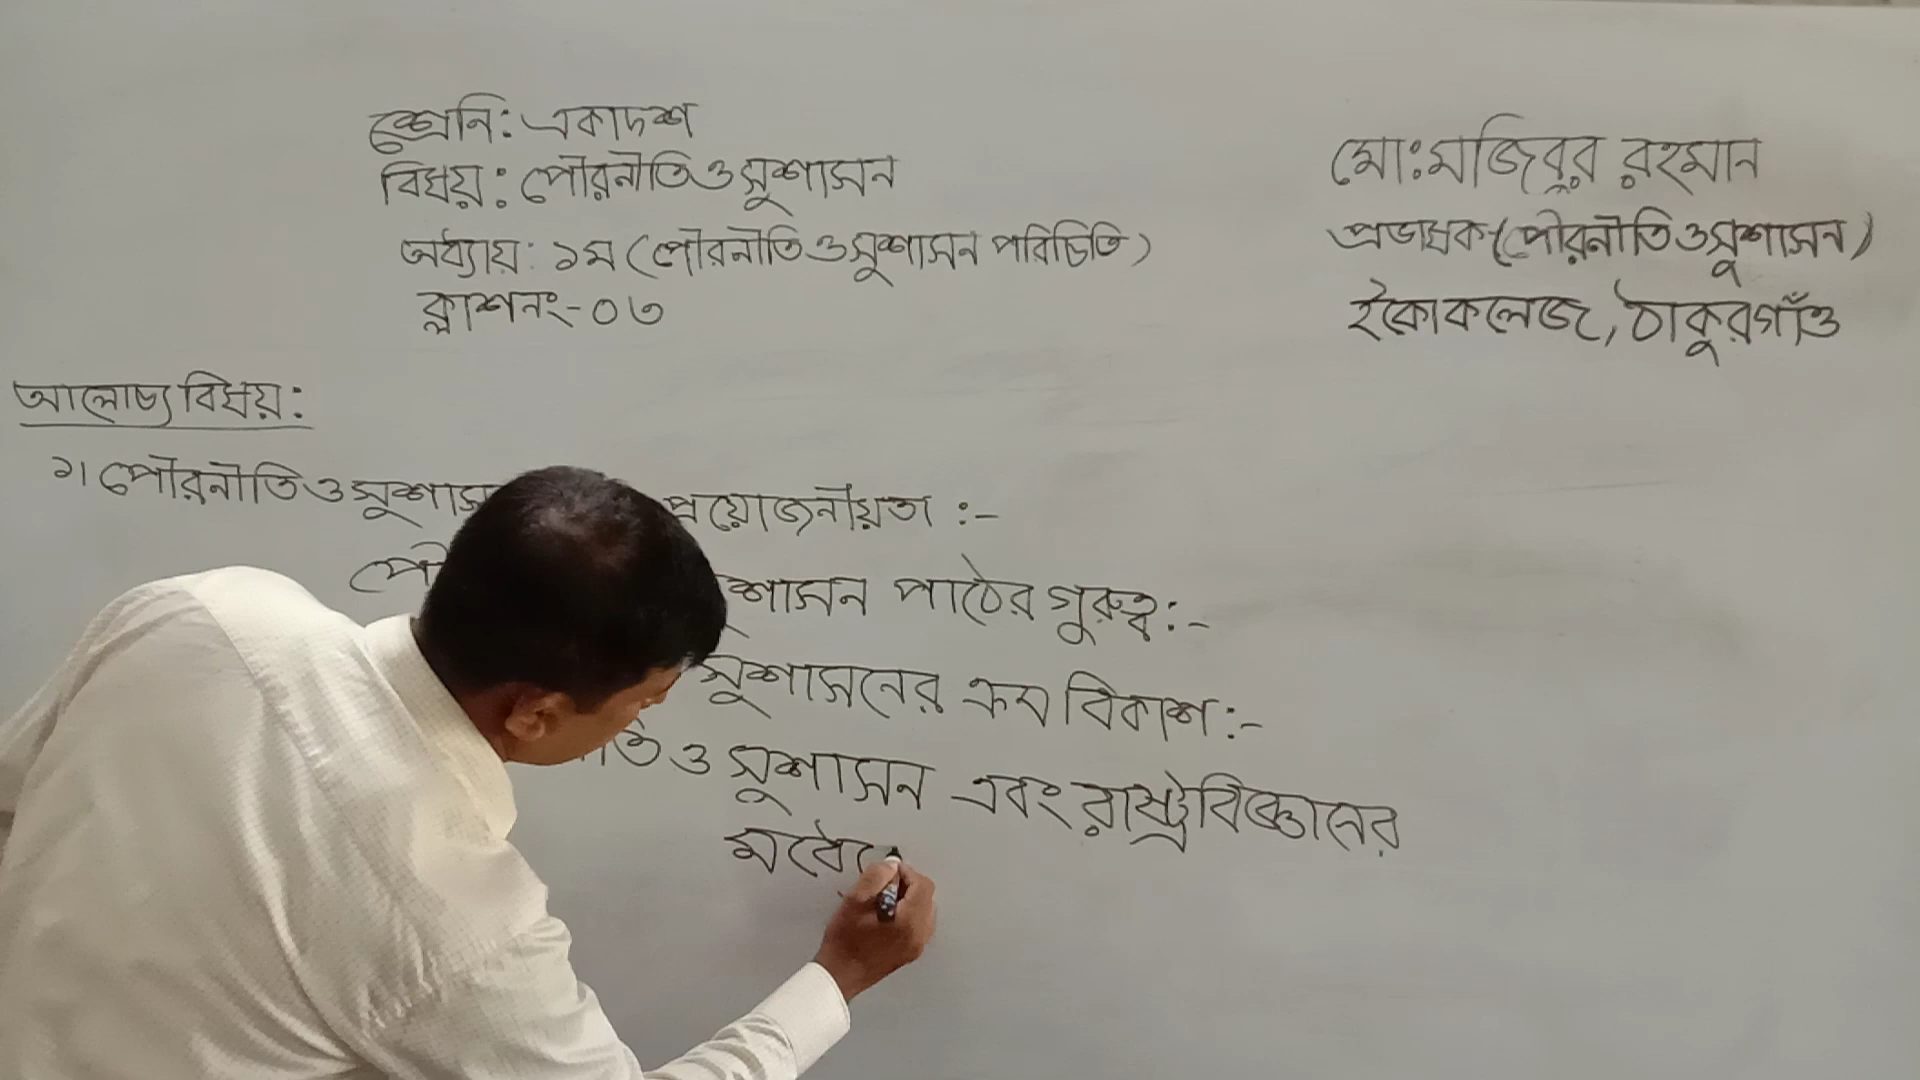 শ্রেনি: একাদশ
বিষয়: পৌরনীতি ও সুশাসন
অধ্যায়: ১ম (পৌরনীতি ও সুশাসন পরিচিতি)
ক্লাশ নং-০৩
মো: মজিবুর রহমান
প্রভাষক (পৌরনীতি ও সুশাসন)
ইকো কলেজ, ঠাকুরগাঁও
আলোচ্য বিষয়:
১। পৌরনীতি ও সুশাস প্রয়োজনীয়তা :-
পৌ শাসন পাঠের গুরুত্ব:-
সুশাসনের ক্রম বিকাশ:-
তি ও সুশাসন এবং রাষ্ট্রবিজ্ঞানের